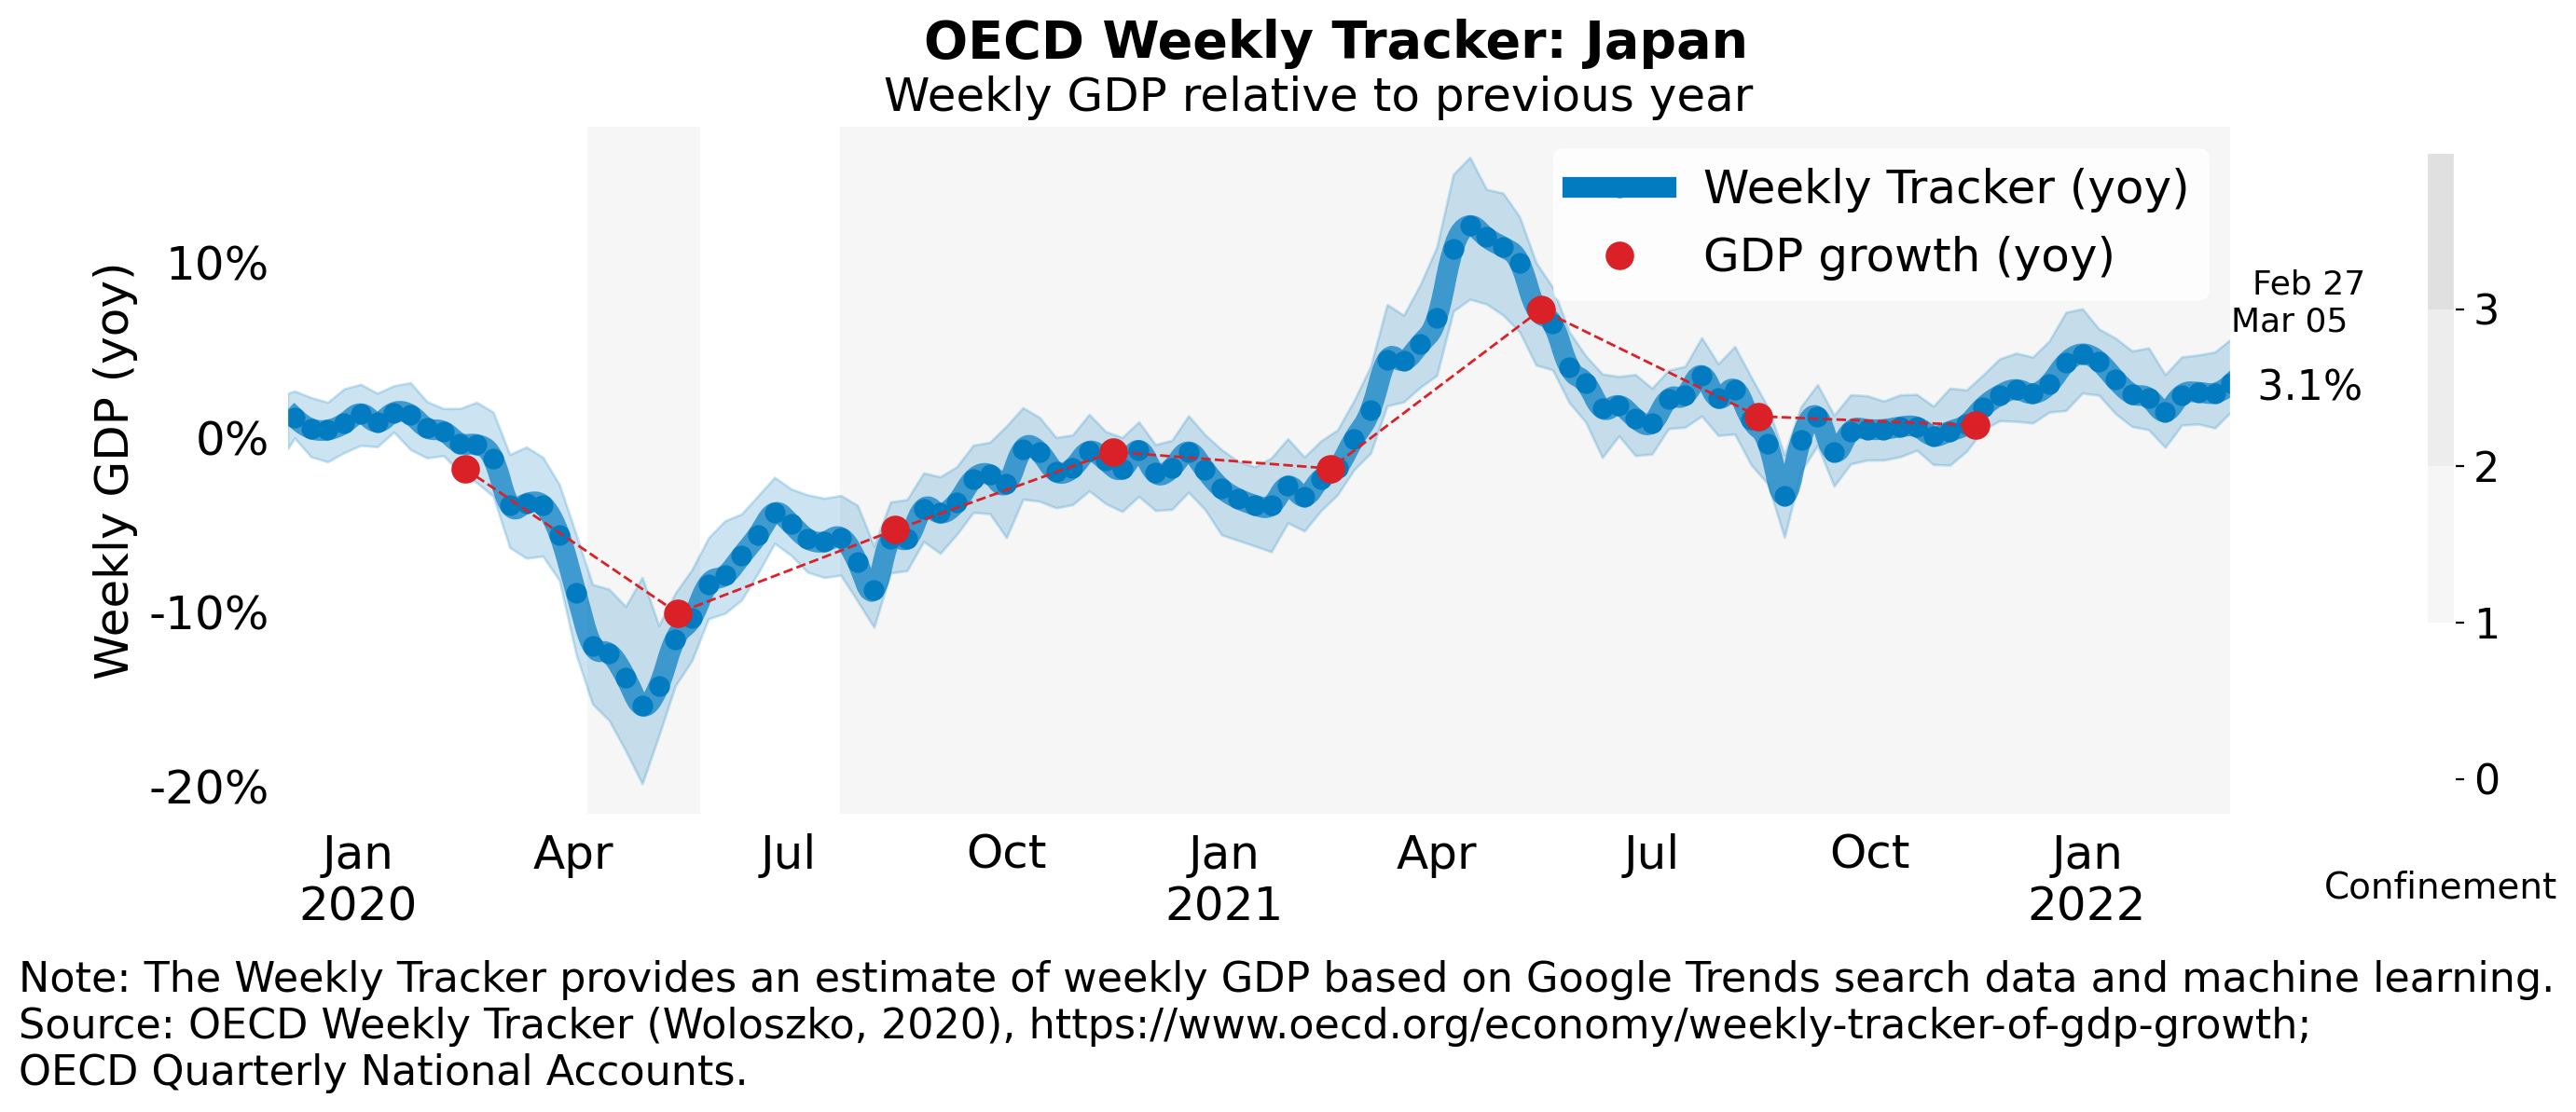 OECD Weekly Tracker: Japan
Weekly GDP relative to previous year
Weekly GDP (yoy)
10%
0%
-10%
-20%
Weekly Tracker (yoy)
GDP growth (yoy)
Feb 27
Mar 05
3.1%
3
2
1
0
Confinement
Jan Apr Jul Oct Jan Apr Jul Oct Jan
2020 2021 2022
Note: The Weekly Tracker provides an estimate of weekly GDP based on Google Trends search data and machine learning.
Source: OECD Weekly Tracker (Woloszko, 2020), https://www.oecd.org/economy/weekly-tracker-of-gdp-growth;
OECD Quarterly National Accounts.